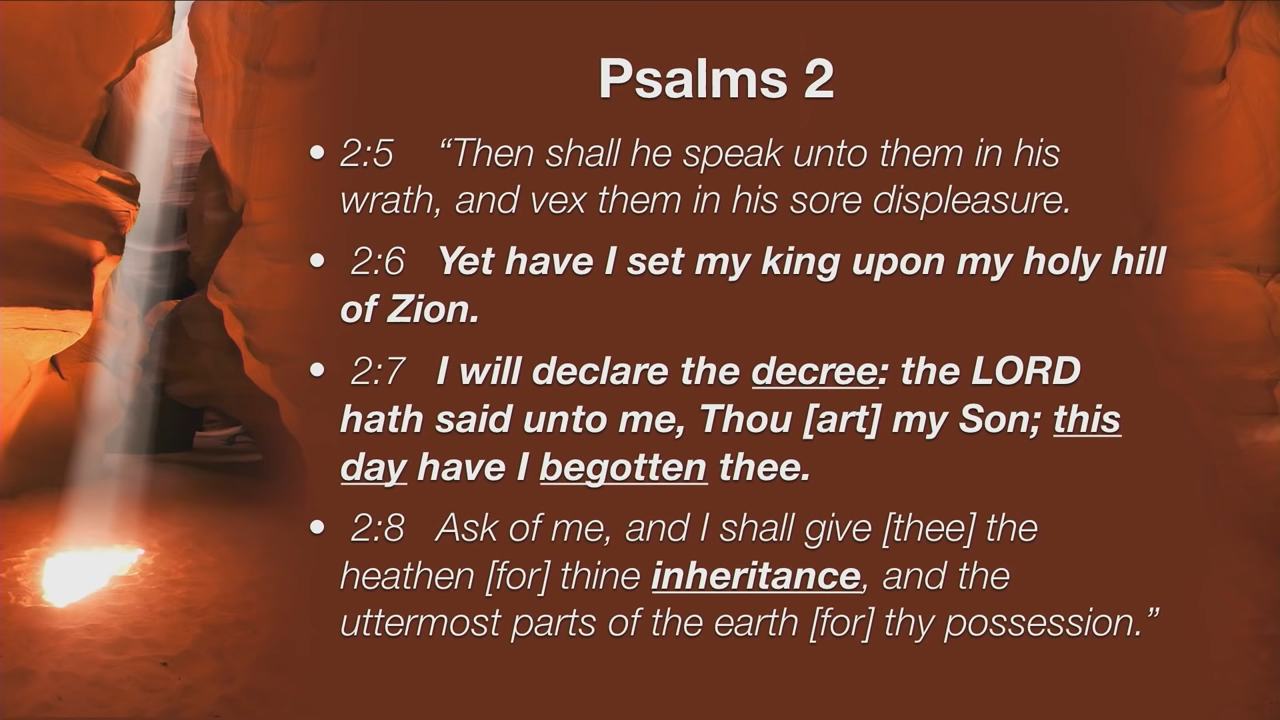 Psalms 2
• 2:5 “Then shall he speak unto them in his
wrath, and vex them in his sore displeasure.
• 2:6 Yet have I set my king upon my holy hill
of Zion.
• 2:7 I will declare the decree: the LORD
hath said unto me, Thou [art] my Son; this
day have I begotten thee.
• 2:8 Ask of me, and I shall give [thee] the
heathen [for] thine inheritance, and the
uttermost parts of the earth [for] thy possession.”